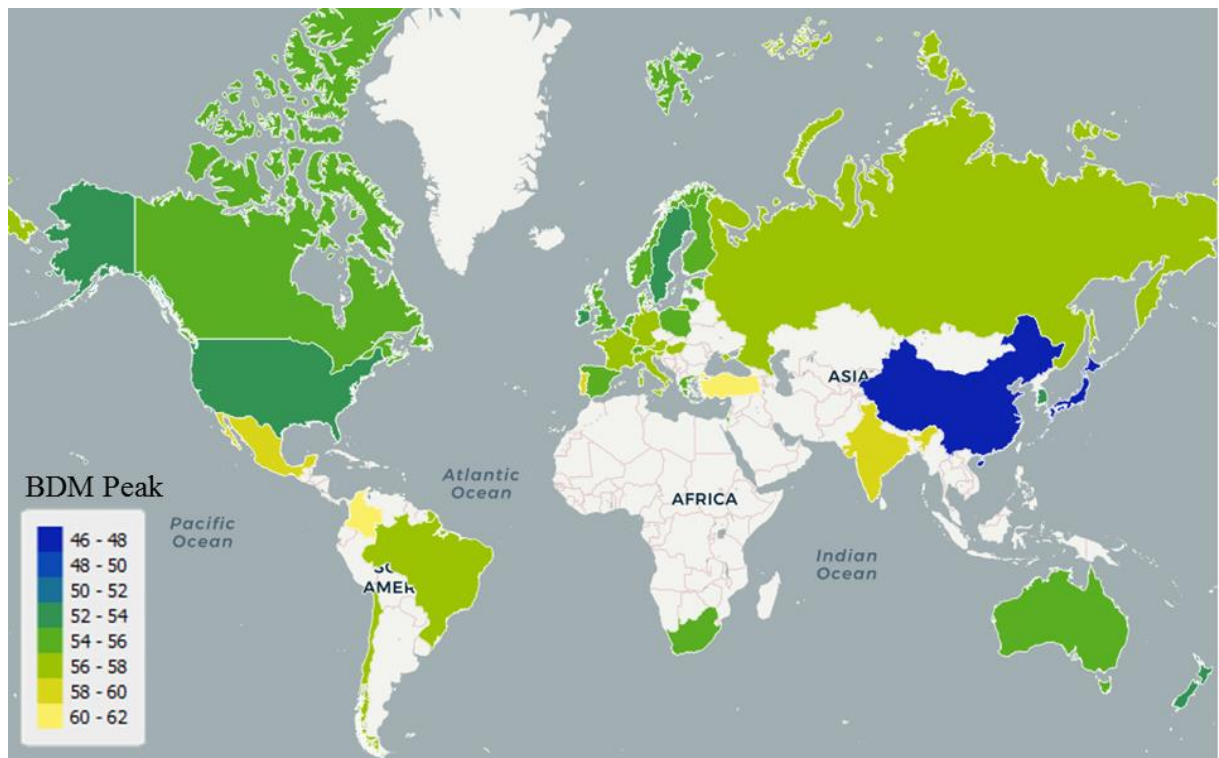 ASIA
Atlantic
Ocean
AFRICA
BDM Peak
Pacific
Ocean
Indian
Ocean
AMER
46 - 48
48 - 50
50 - 52
52 - 54
54 - 56
56 - 58
58 - 60
60 - 62